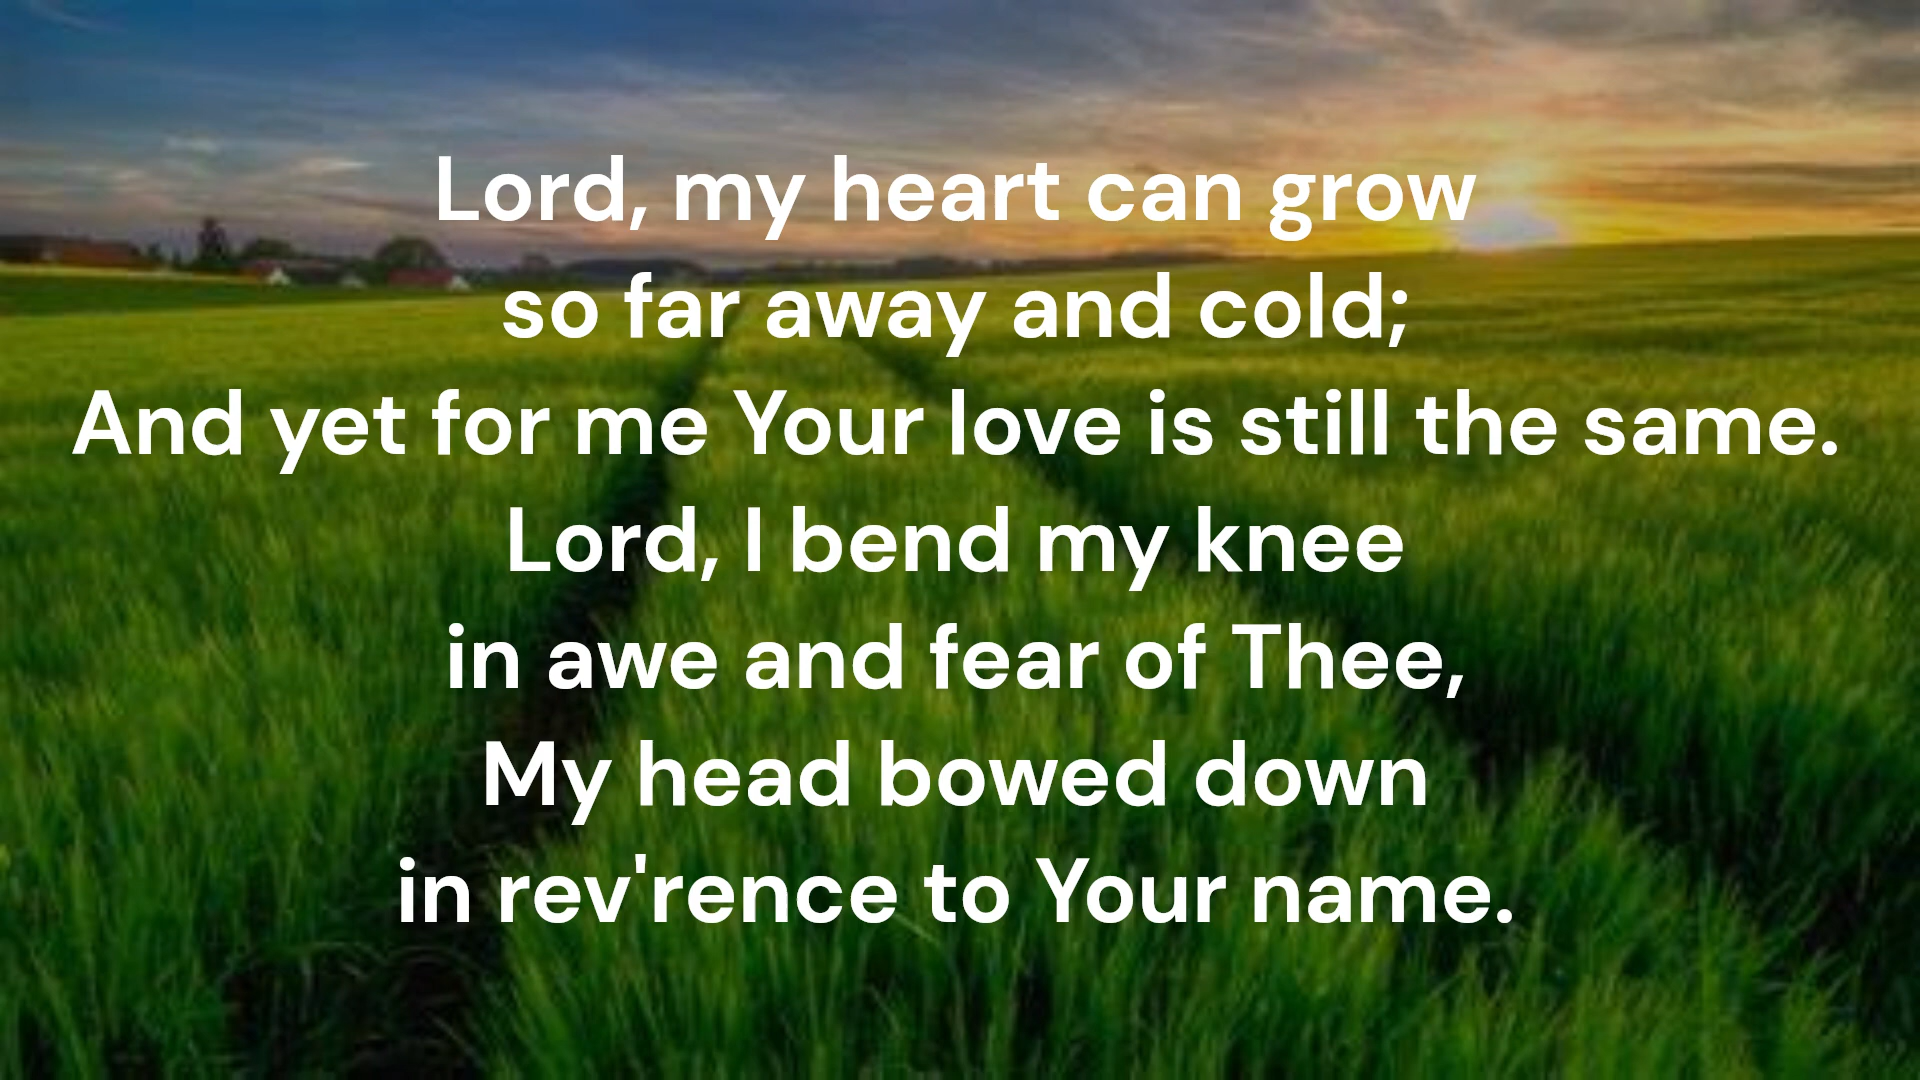 Lord, my heart can grow
so far away and cold;
And yet for me Your love is still the same.
Lord, I bend my knee
in awe and fear of Thee,
My head bowed down
in rev'rence to Your name.